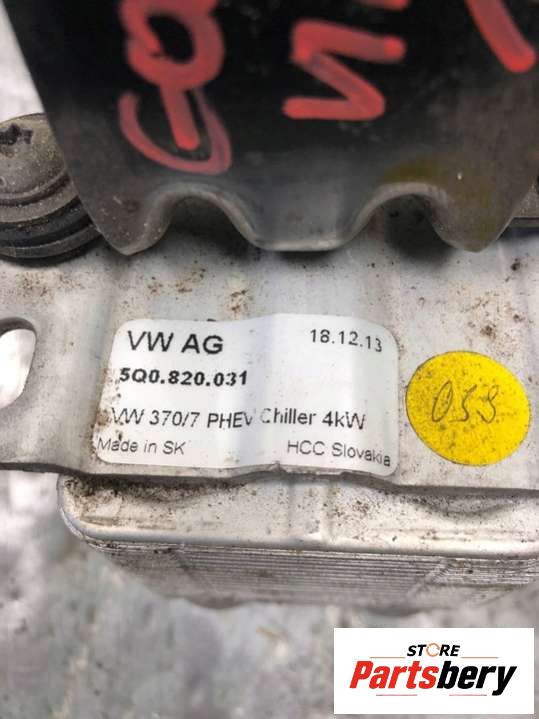 VW AG 18.12.13
5Q0.820.031
VW 370/7 PHEV Chiller 4kW
Made in SK HCC Slovakia
053
STORE
Partsbery